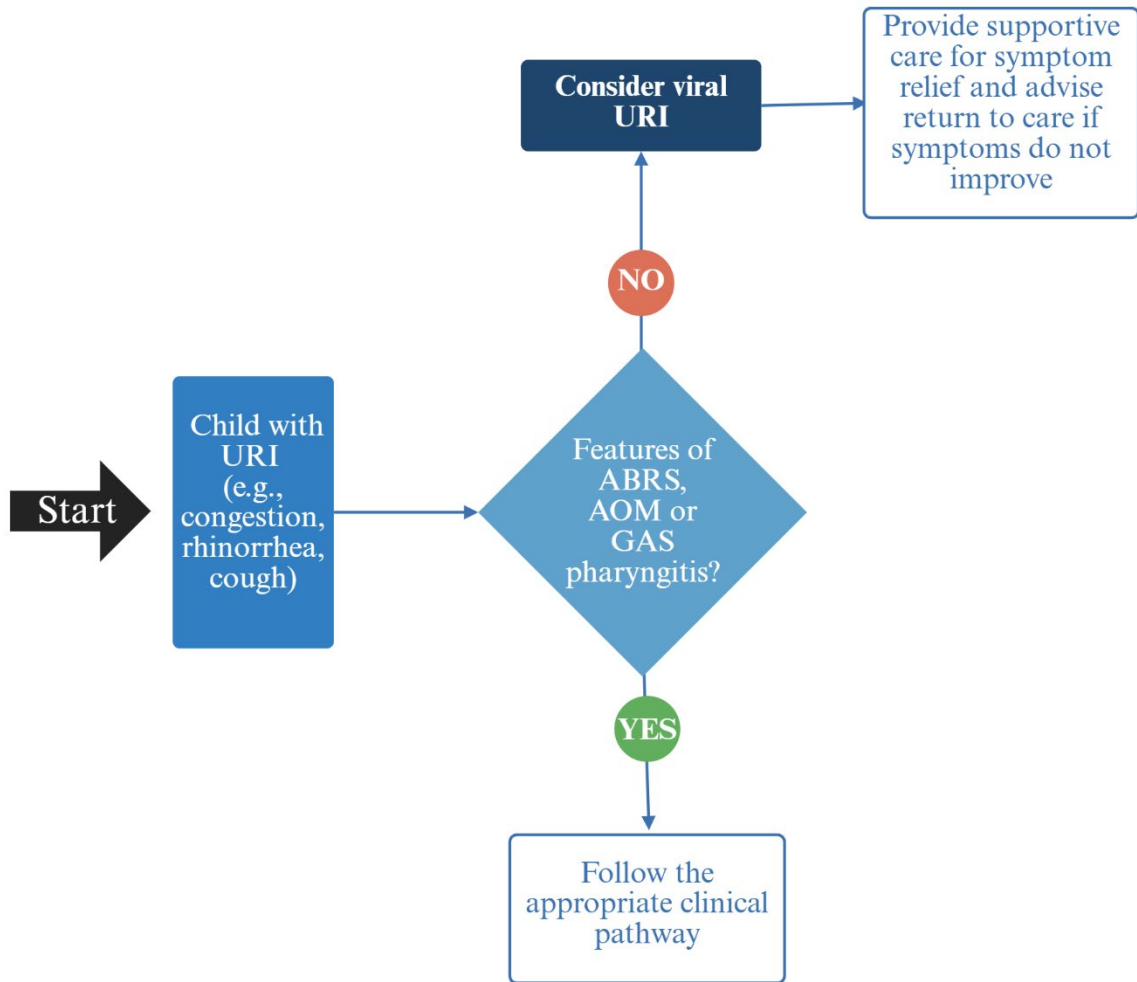 Start
Child with
URI
(e.g.,
congestion,
rhinorrhea,
cough)
Features of
ABRS,
AOM or
GAS
pharyngitis?
NO
Consider viral
URI
Provide supportive
care for symptom
relief and advise
return to care if
symptoms do not
improve
YES
Follow the
appropriate clinical
pathway